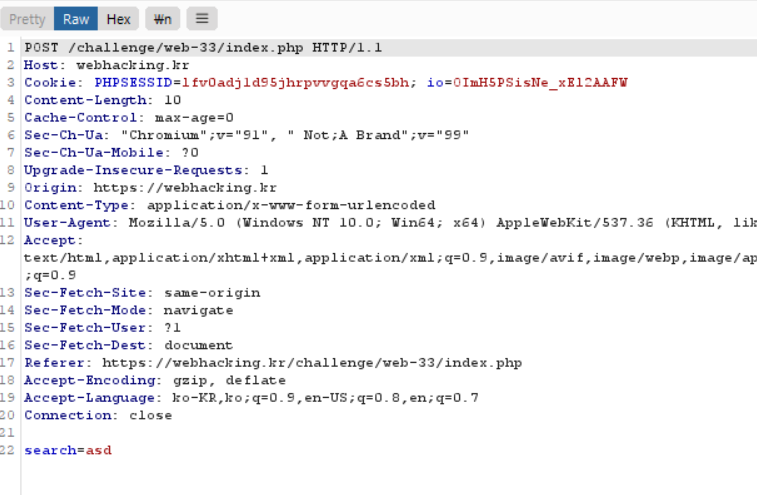 Pretty Raw Hex \n ≡
1 POST /challenge/web-33/index.php HTTP/1.1
2 Host: webhacking.kr
3 Cookie: PHPSESSID=lfv0adjld95jhrpvvgqa6cs5bh; io=0ImH5PSisNe_xEl2AAFW
4 Content-Length: 10
5 Cache-Control: max-age=0
6 Sec-Ch-Ua: "Chromium";v="91", " Not;A Brand";v="99"
7 Sec-Ch-Ua-Mobile: ?0
8 Upgrade-Insecure-Requests: 1
9 Origin: https://webhacking.kr
10 Content-Type: application/x-www-form-urlencoded
11 User-Agent: Mozilla/5.0 (Windows NT 10.0; Win64; x64) AppleWebKit/537.36 (KHTML, lik
12 Accept:
text/html,application/xhtml+xml,application/xml;q=0.9,image/avif,image/webp,image/ap
;q=0.9
13 Sec-Fetch-Site: same-origin
14 Sec-Fetch-Mode: navigate
15 Sec-Fetch-User: ?1
16 Sec-Fetch-Dest: document
17 Referer: https://webhacking.kr/challenge/web-33/index.php
18 Accept-Encoding: gzip, deflate
19 Accept-Language: ko-KR,ko;q=0.9,en-US;q=0.8,en;q=0.7
20 Connection: close
21
22 search=asd